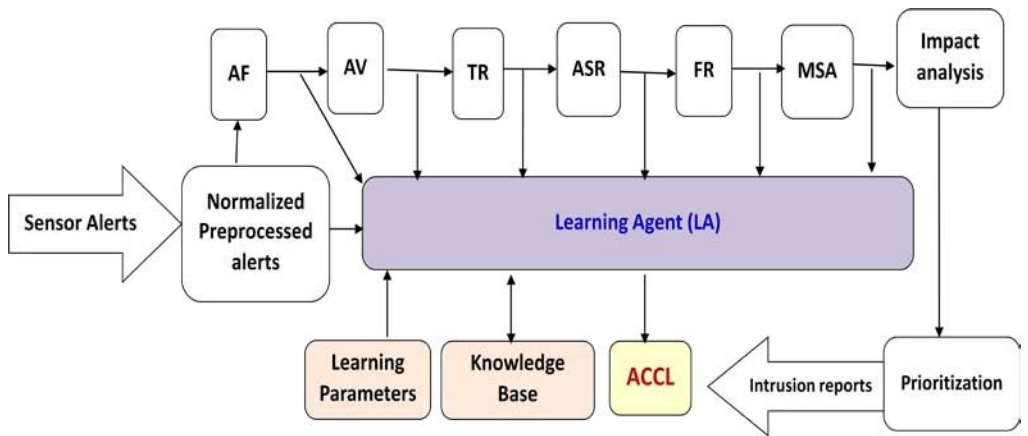 AF
AV
TR
ASR
FR
MSA
Impact
analysis
Sensor Alerts
Normalized
Preprocessed
alerts
Learning Agent (LA)
Learning
Parameters
Knowledge
Base
ACCL
Intrusion reports
Prioritization